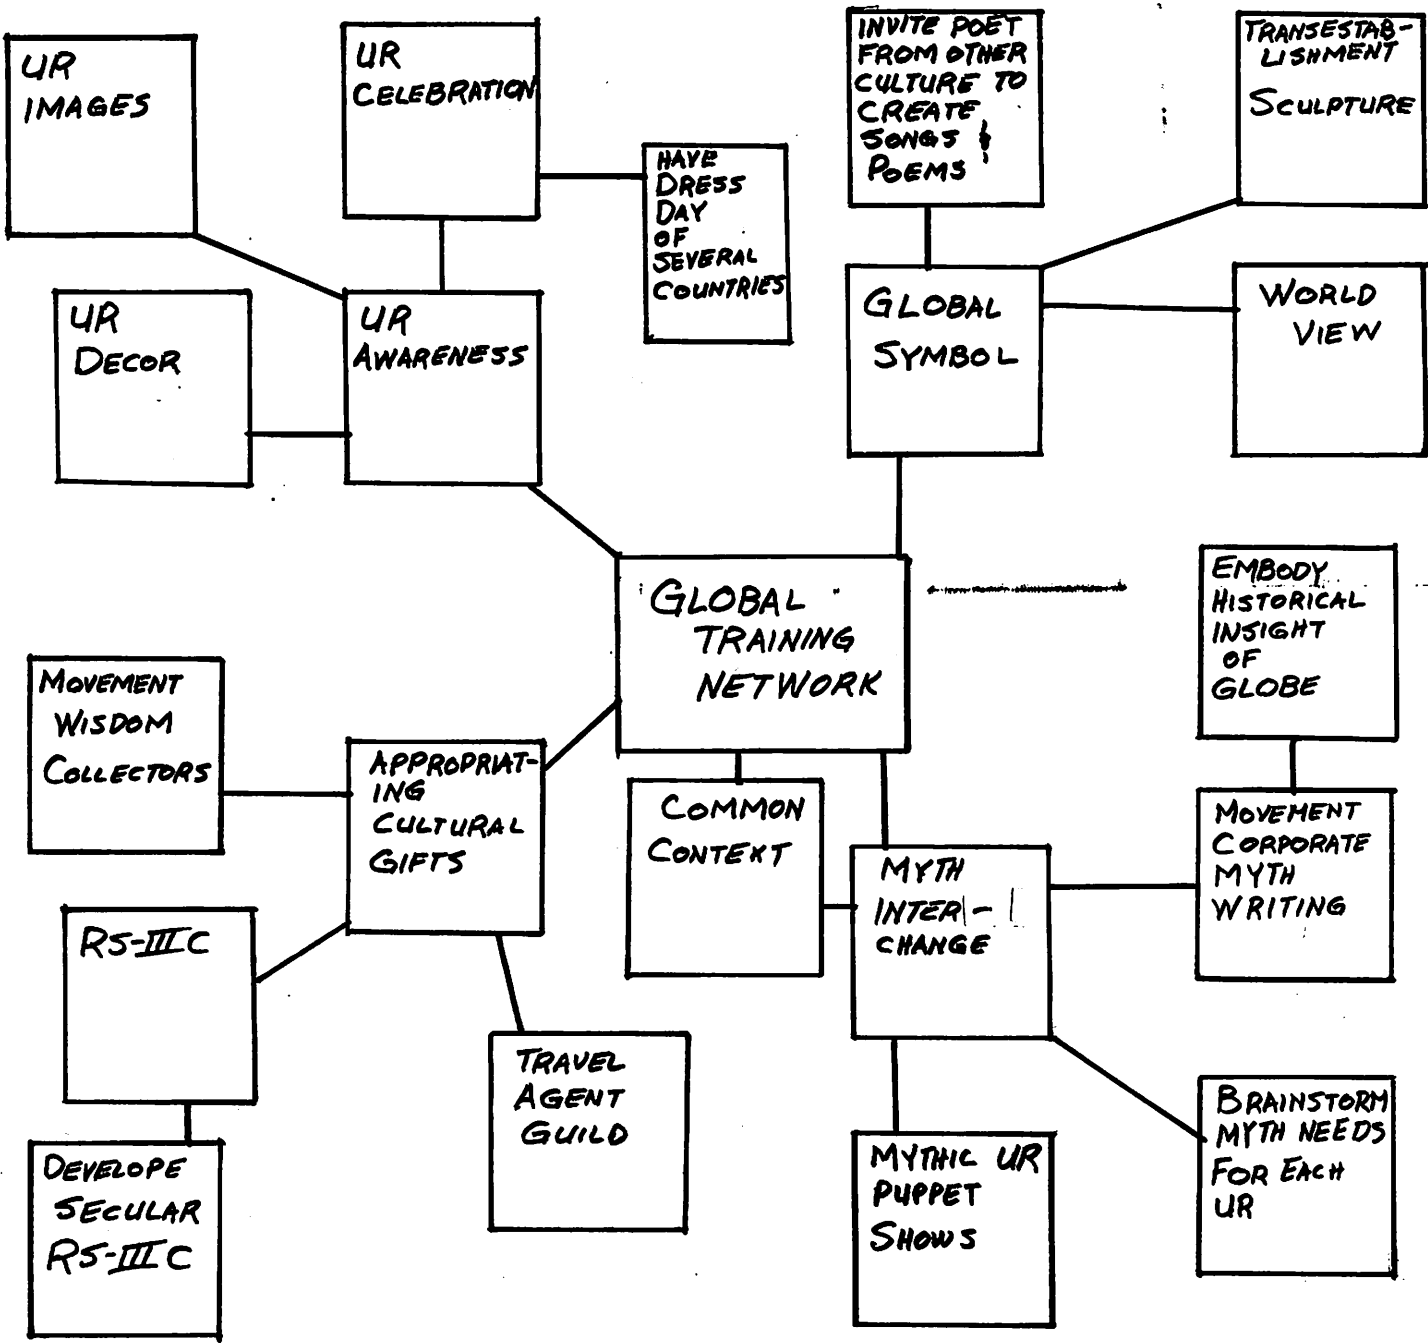 UR
IMAGES
UR
CELEBRATION
HAVE
DRESS
DAY
OF
SEVERAL
COUNTRIES
INVITE POET
FROM OTHER
CULTURE TO
CREATE
SONGS &
POEMS
TRANSESTAB-
LISHMENT
SCULPTURE
UR
DECOR
UR
AWARENESS
GLOBAL
SYMBOL
WORLD
VIEW
GLOBAL
TRAINING
NETWORK
EMBODY
HISTORICAL
INSIGHT
OF
GLOBE
MOVEMENT
WISDOM
COLLECTORS
APPROPRIAT-
ING
CULTURAL
GIFTS
COMMON
CONTEXT
MYTH
INTER-
CHANGE
MOVEMENT
CORPORATE
MYTH
WRITING
RS-III C
TRAVEL
AGENT
GUILD
DEVELOPE
SECULAR
RS-III C
MYTHIC UR
PUPPET
SHOWS
BRAINSTORM
MYTH NEEDS
FOR EACH
UR